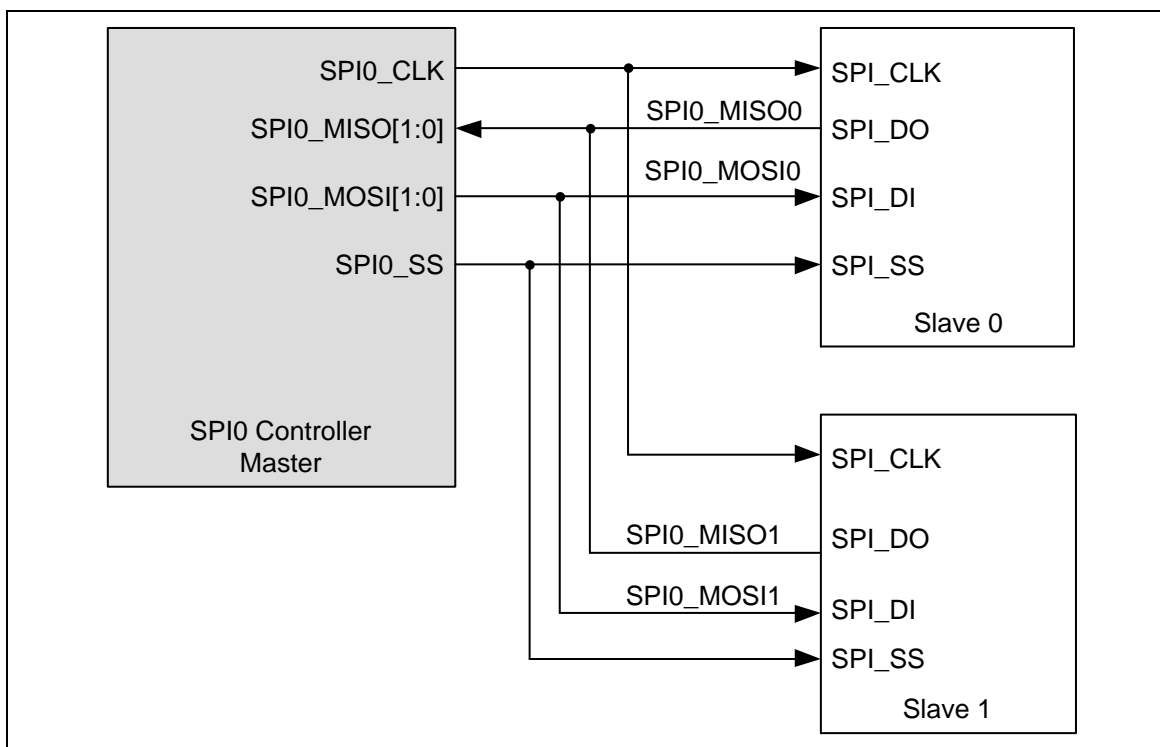 SPI0_CLK
SPI0_MISO[1:0]
SPI0_MOSI[1:0]
SPI0_SS
SPI0 Controller
Master
SPI0_MISO0
SPI0_MOSI0
SPI_CLK
SPI_DO
SPI_DI
SPI_SS
Slave 0
SPI0_MISO1
SPI0_MOSI1
SPI_CLK
SPI_DO
SPI_DI
SPI_SS
Slave 1